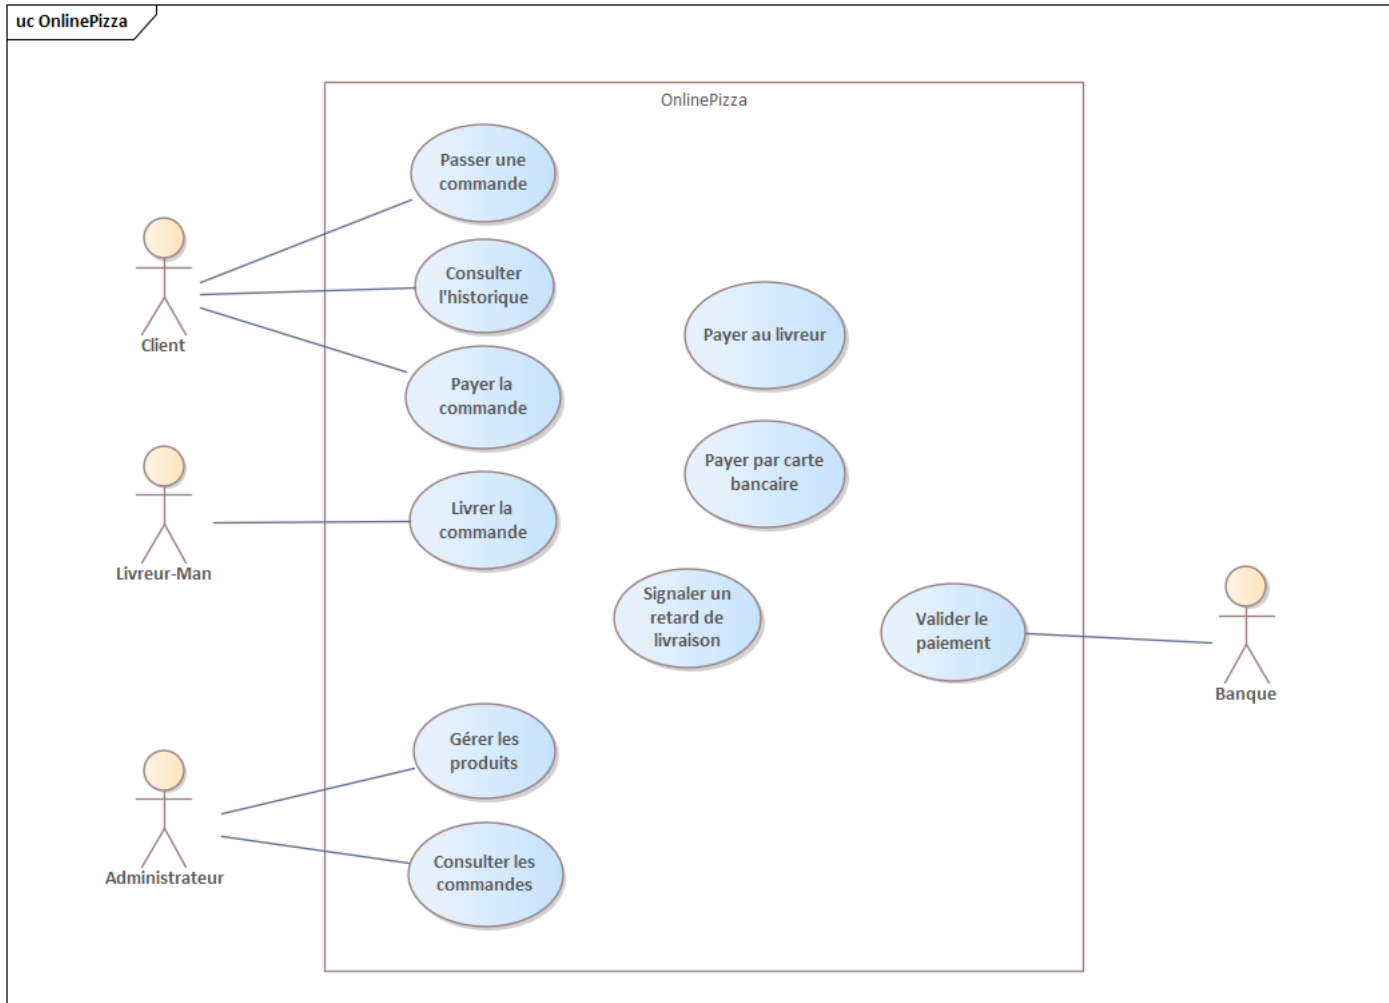 uc OnlinePizza
OnlinePizza
Passer une
commande
Consulter
l'historique
Client
Payer la
commande
Payer au livreur
Payer par carte
bancaire
Livrer la
commande
Livreur-Man
Signaler un
retard de
livraison
Valider le
paiement
Banque
Gérer les
produits
Administrateur
Consulter les
commandes